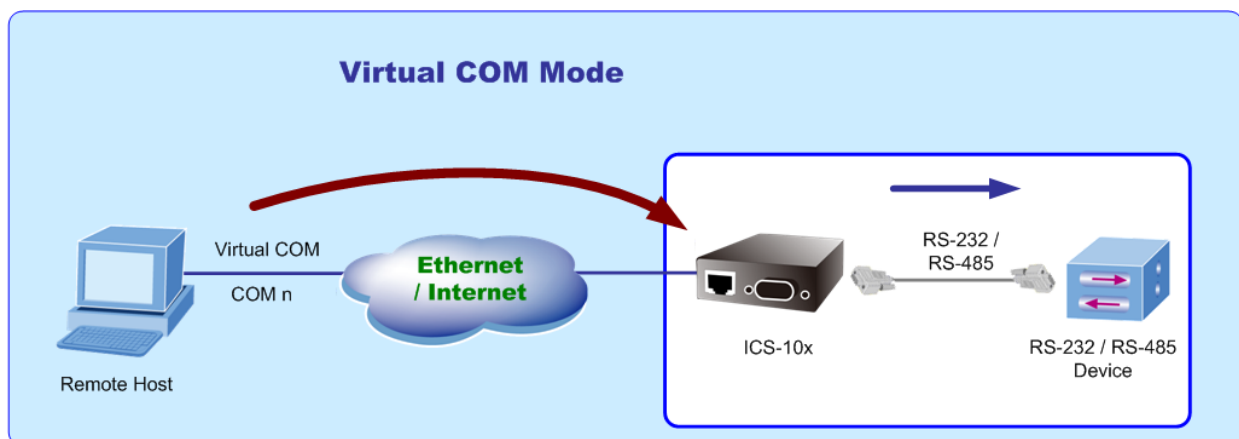 Virtual COM Mode
Virtual COM
COM n
Ethernet
/ Internet
RS-232 /
RS-485
Remote Host
ICS-10x
RS-232 / RS-485
Device